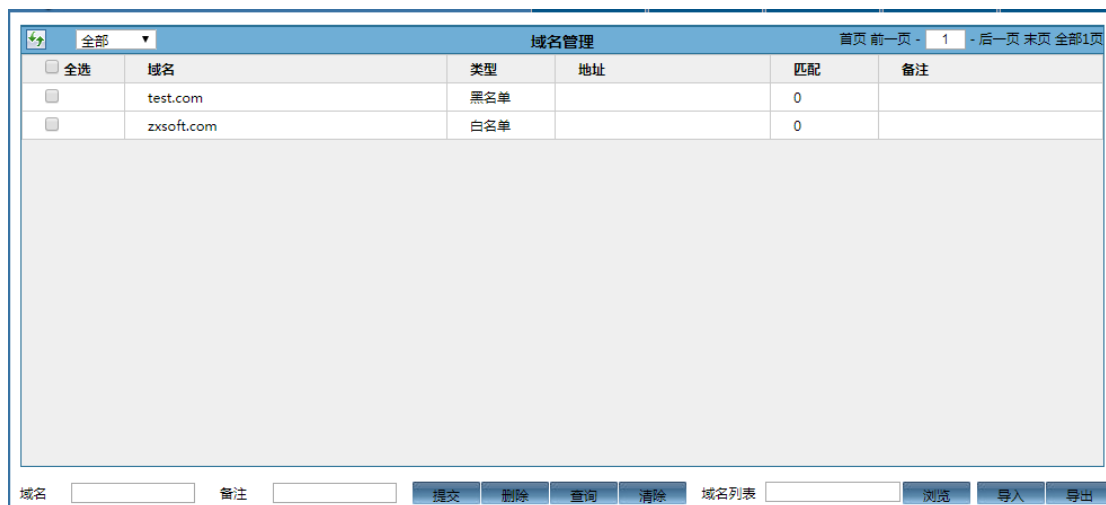 全部 域名管理 首页 前一页 - 1 - 后一页 末页 全部1页
全选 域名 类型 地址 匹配 备注
test.com 黑名单 0
zxsoft.com 白名单 0
域名 备注 提交 删除 查询 清除 域名列表 浏览 导入 导出